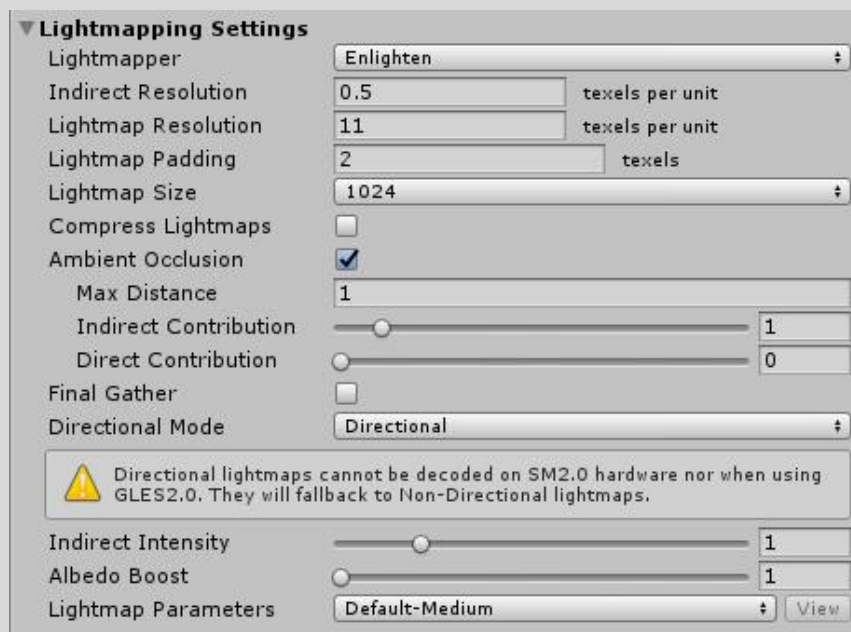 Lightmapping Settings
Lightmapper Enlighten
Indirect Resolution 0.5 texels per unit
Lightmap Resolution 11 texels per unit
Lightmap Padding 2 texels
Lightmap Size 1024
Compress Lightmaps
Ambient Occlusion
Max Distance 1
Indirect Contribution 1
Direct Contribution 0
Final Gather
Directional Mode Directional
Directional lightmaps cannot be decoded on SM2.0 hardware nor when using
GLES2.0. They will fallback to Non-Directional lightmaps.
Indirect Intensity 1
Albedo Boost 1
Lightmap Parameters Default-Medium View